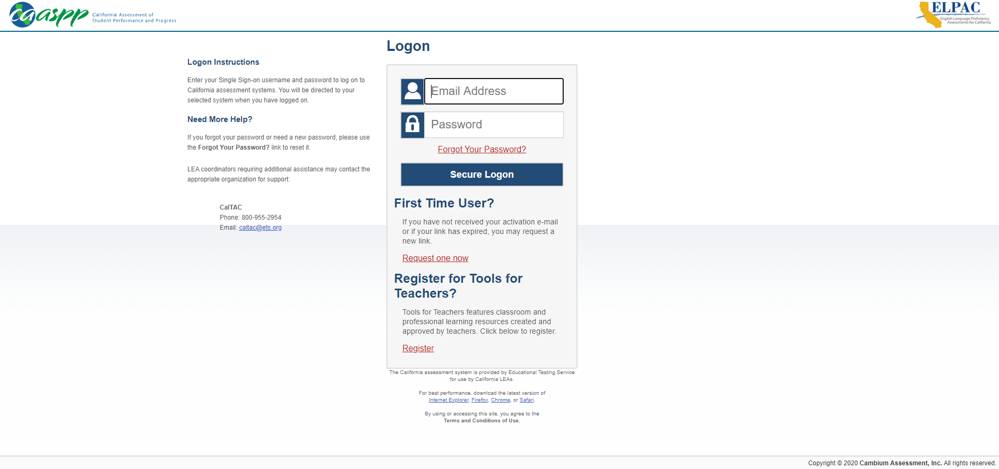 caaspp California Assessment of
Student Performance and Progress
ELPAC
English Language Proficiency
Assessments for California
Logon
Logon Instructions
Enter your Single Sign-on username and password to log on to
California assessment systems. You will be directed to your
selected system when you have logged on.
Need More Help?
If you forgot your password or need a new password, please use
the Forgot Your Password? link to reset it.
LEA coordinators requiring additional assistance may contact the
appropriate organization for support:
CalTAC
Phone: 800-955-2954
Email: caltac@ets.org
Email Address
Password
Forgot Your Password?
Secure Logon
First Time User?
If you have not received your activation e-mail
or if your link has expired, you may request a
new link.
Request one now
Register for Tools for
Teachers?
Tools for Teachers features classroom and
professional learning resources created and
approved by teachers. Click below to register.
Register
The California assessment system is provided by Educational Testing Service
for use by California LEAs.
For best performance, download the latest version of
Internet Explorer, Firefox, Chrome, or Safari.
By using or accessing this site, you agree to the
Terms and Conditions of Use.
Copyright © 2020 Cambium Assessment, Inc. All rights reserved.